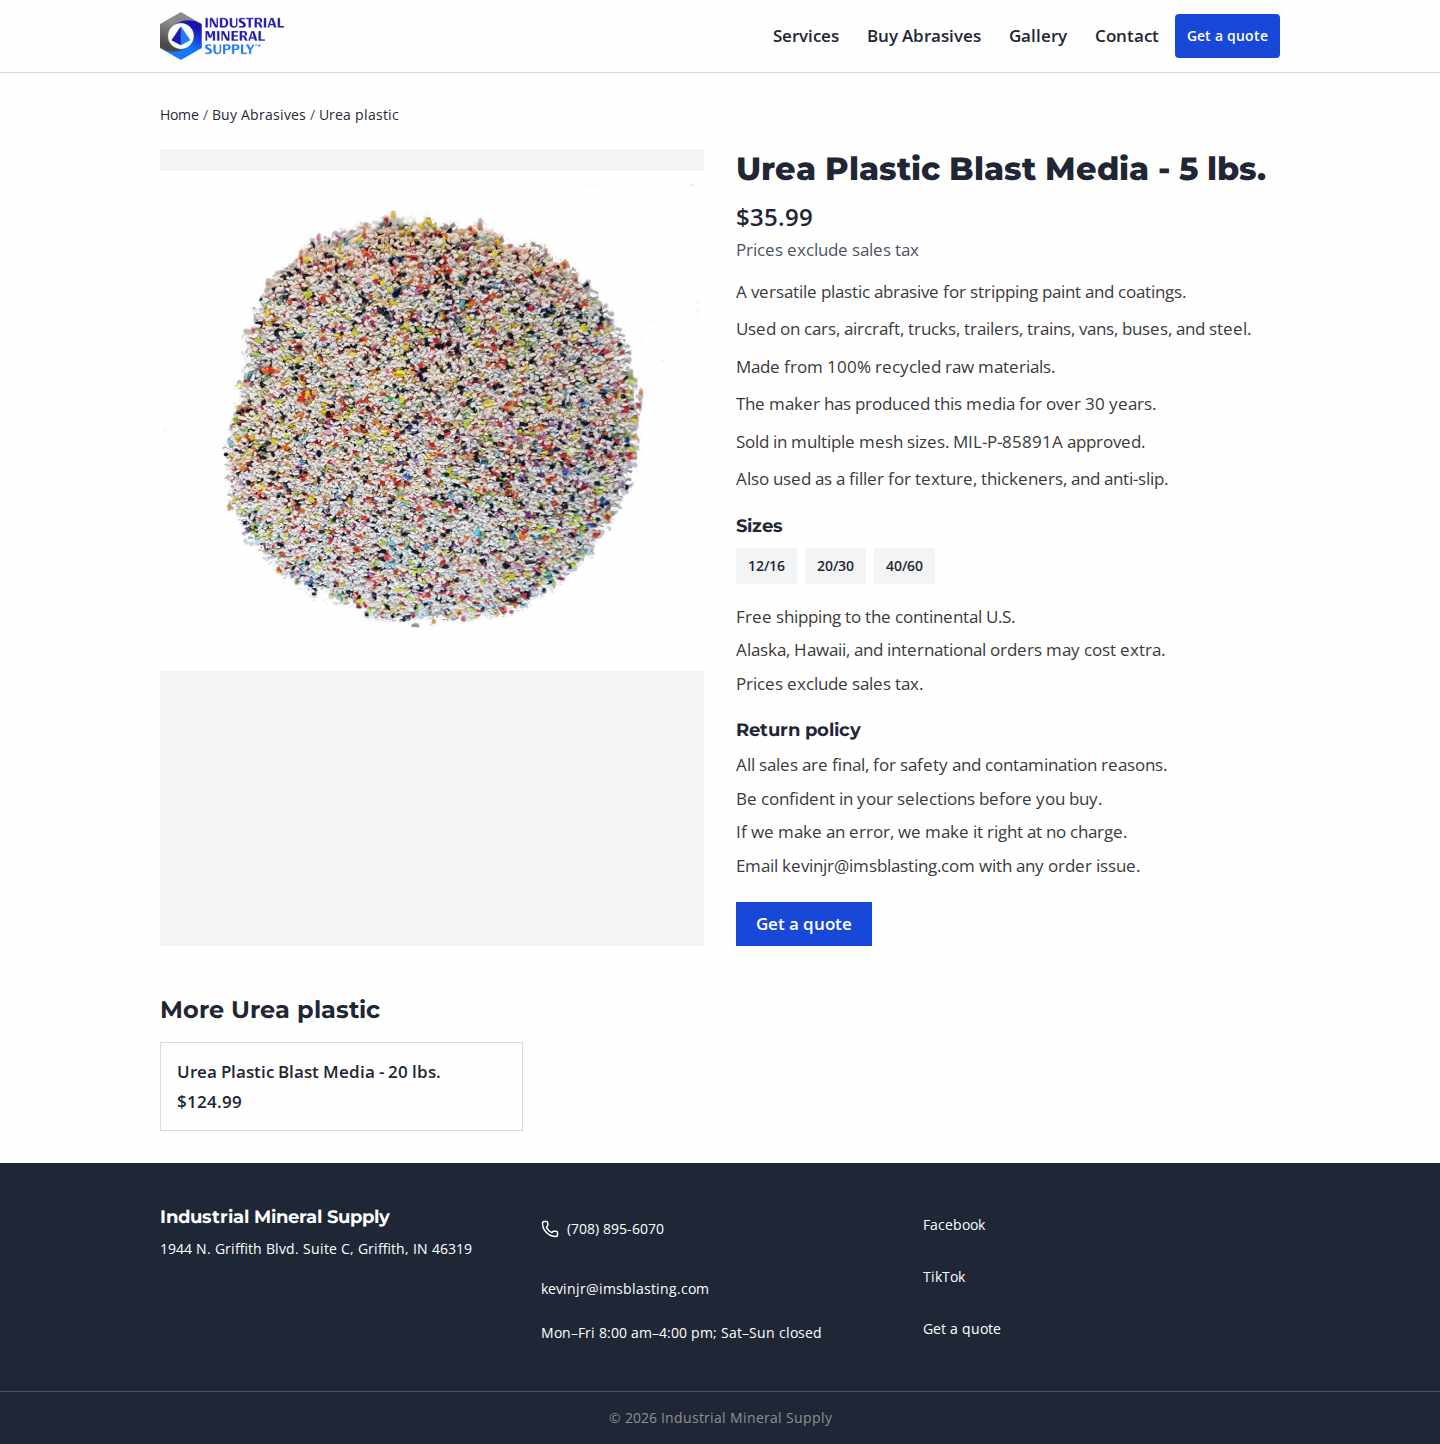 INDUSTRIAL
MINERAL
SUPPLY™
Services
Buy Abrasives
Gallery
Contact
Get a quote
Home / Buy Abrasives / Urea plastic
Urea Plastic Blast Media - 5 lbs.
$35.99
Prices exclude sales tax
A versatile plastic abrasive for stripping paint and coatings.
Used on cars, aircraft, trucks, trailers, trains, vans, buses, and steel.
Made from 100% recycled raw materials.
The maker has produced this media for over 30 years.
Sold in multiple mesh sizes. MIL-P-85891A approved.
Also used as a filler for texture, thickeners, and anti-slip.
Sizes
12/16
20/30
40/60
Free shipping to the continental U.S.
Alaska, Hawaii, and international orders may cost extra.
Prices exclude sales tax.
Return policy
All sales are final, for safety and contamination reasons.
Be confident in your selections before you buy.
If we make an error, we make it right at no charge.
Email kevinjr@imsblasting.com with any order issue.
Get a quote
More Urea plastic
Urea Plastic Blast Media - 20 lbs.
$124.99
Industrial Mineral Supply
1944 N. Griffith Blvd. Suite C, Griffith, IN 46319
(708) 895-6070
kevinjr@imsblasting.com
Mon–Fri 8:00 am–4:00 pm; Sat–Sun closed
Facebook
TikTok
Get a quote
© 2026 Industrial Mineral Supply